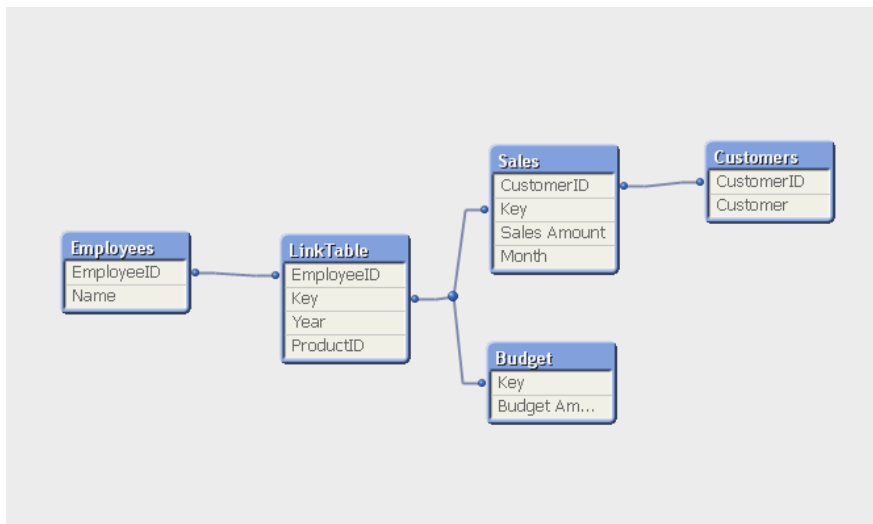 Employees
EmployeeID
Name
LinkTable
EmployeeID
Key
Year
ProductID
Sales
CustomerID
Key
Sales Amount
Month
Customers
CustomerID
Customer
Budget
Key
Budget Am...